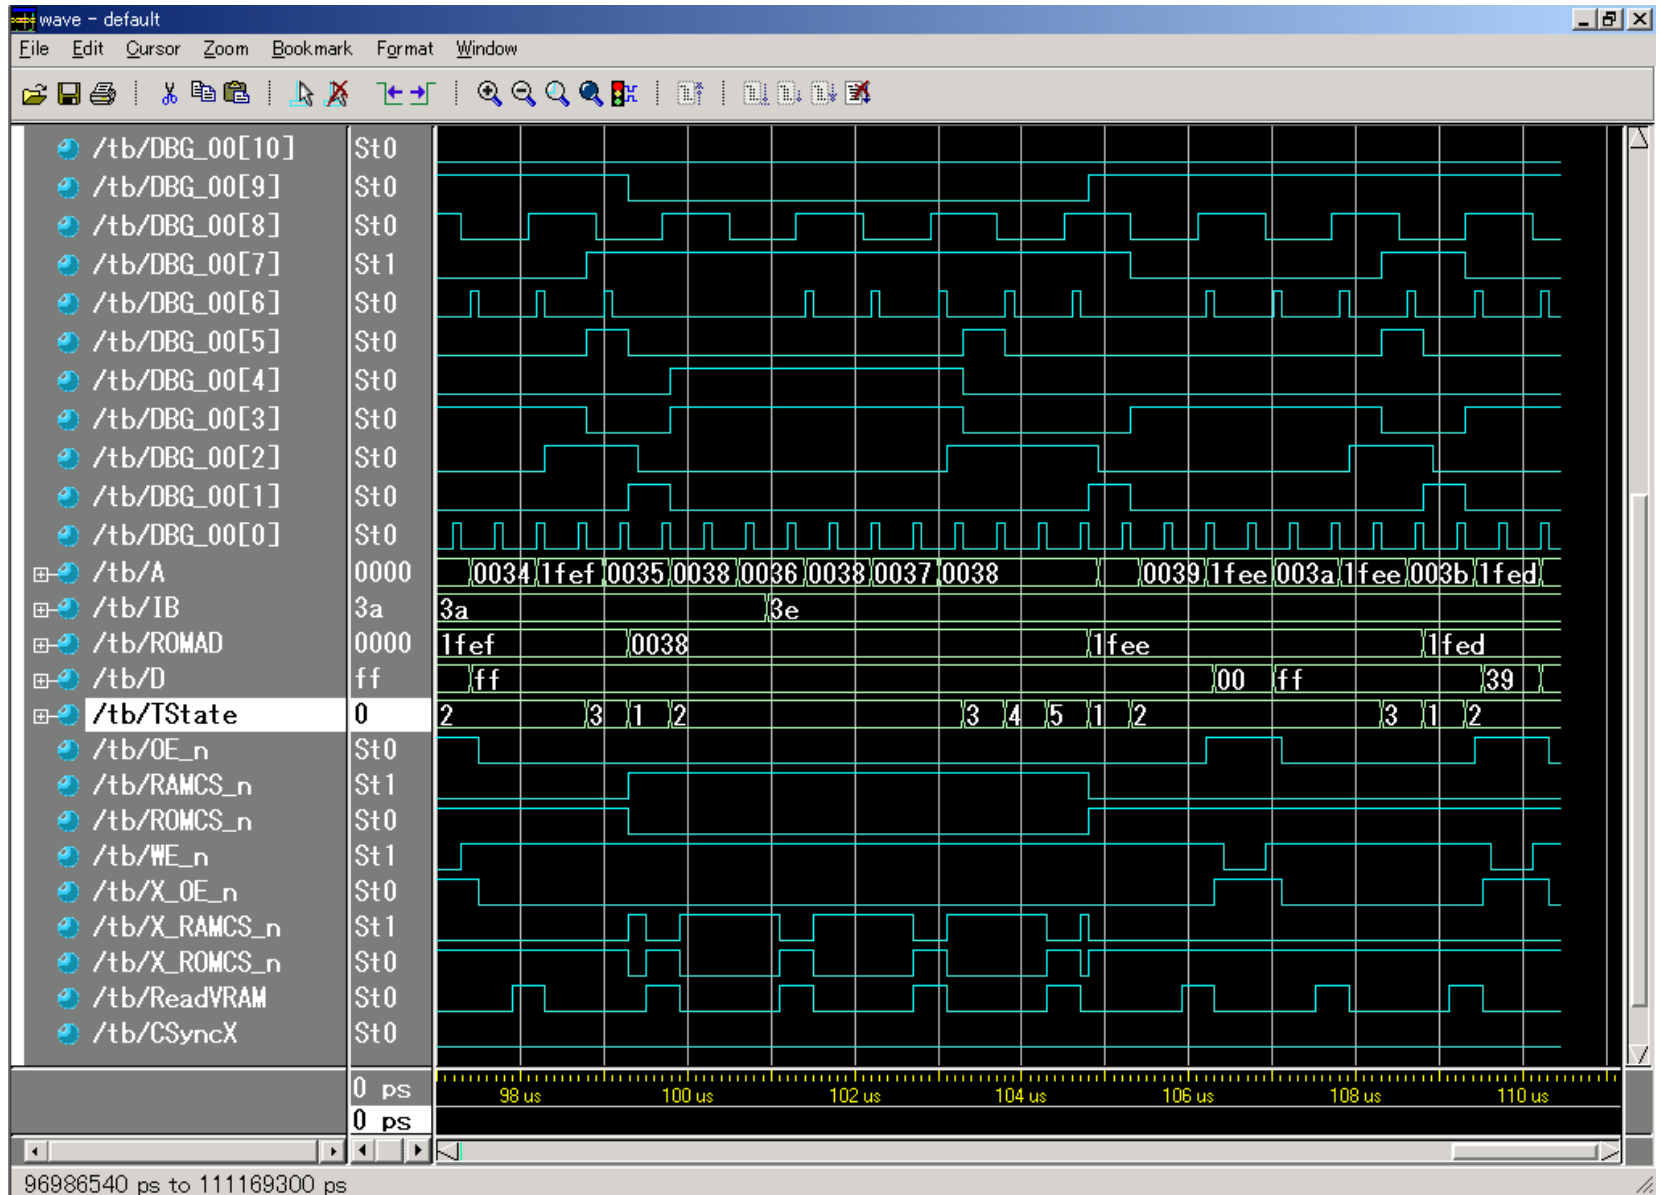 wave - default
File Edit Cursor Zoom Bookmark Format Window
/tb/DBG_00[10] St0
/tb/DBG_00[9] St0
/tb/DBG_00[8] St0
/tb/DBG_00[7] St1
/tb/DBG_00[6] St0
/tb/DBG_00[5] St0
/tb/DBG_00[4] St0
/tb/DBG_00[3] St0
/tb/DBG_00[2] St0
/tb/DBG_00[1] St0
/tb/DBG_00[0] St0
/tb/A 0000 0034 1fef 0035 0038 0036 0038 0037 0038 0039 1fee 003a 1fee 003b 1fed
/tb/IB 3a 3a 3e
/tb/ROMAD 0000 1fef 0038 1fee 1fed
/tb/D ff ff 00 ff 39
/tb/TState 0 2 3 1 2 3 4 5 1 2 3 1 2
/tb/OE_n St0
/tb/RAMCS_n St1
/tb/ROMCS_n St0
/tb/WE_n St1
/tb/X_OE_n St0
/tb/X_RAMCS_n St1
/tb/X_ROMCS_n St0
/tb/ReadVRAM St0
/tb/CSyncX St0
0 ps 98 us 100 us 102 us 104 us 106 us 108 us 110 us
0 ps
96986540 ps to 111169300 ps